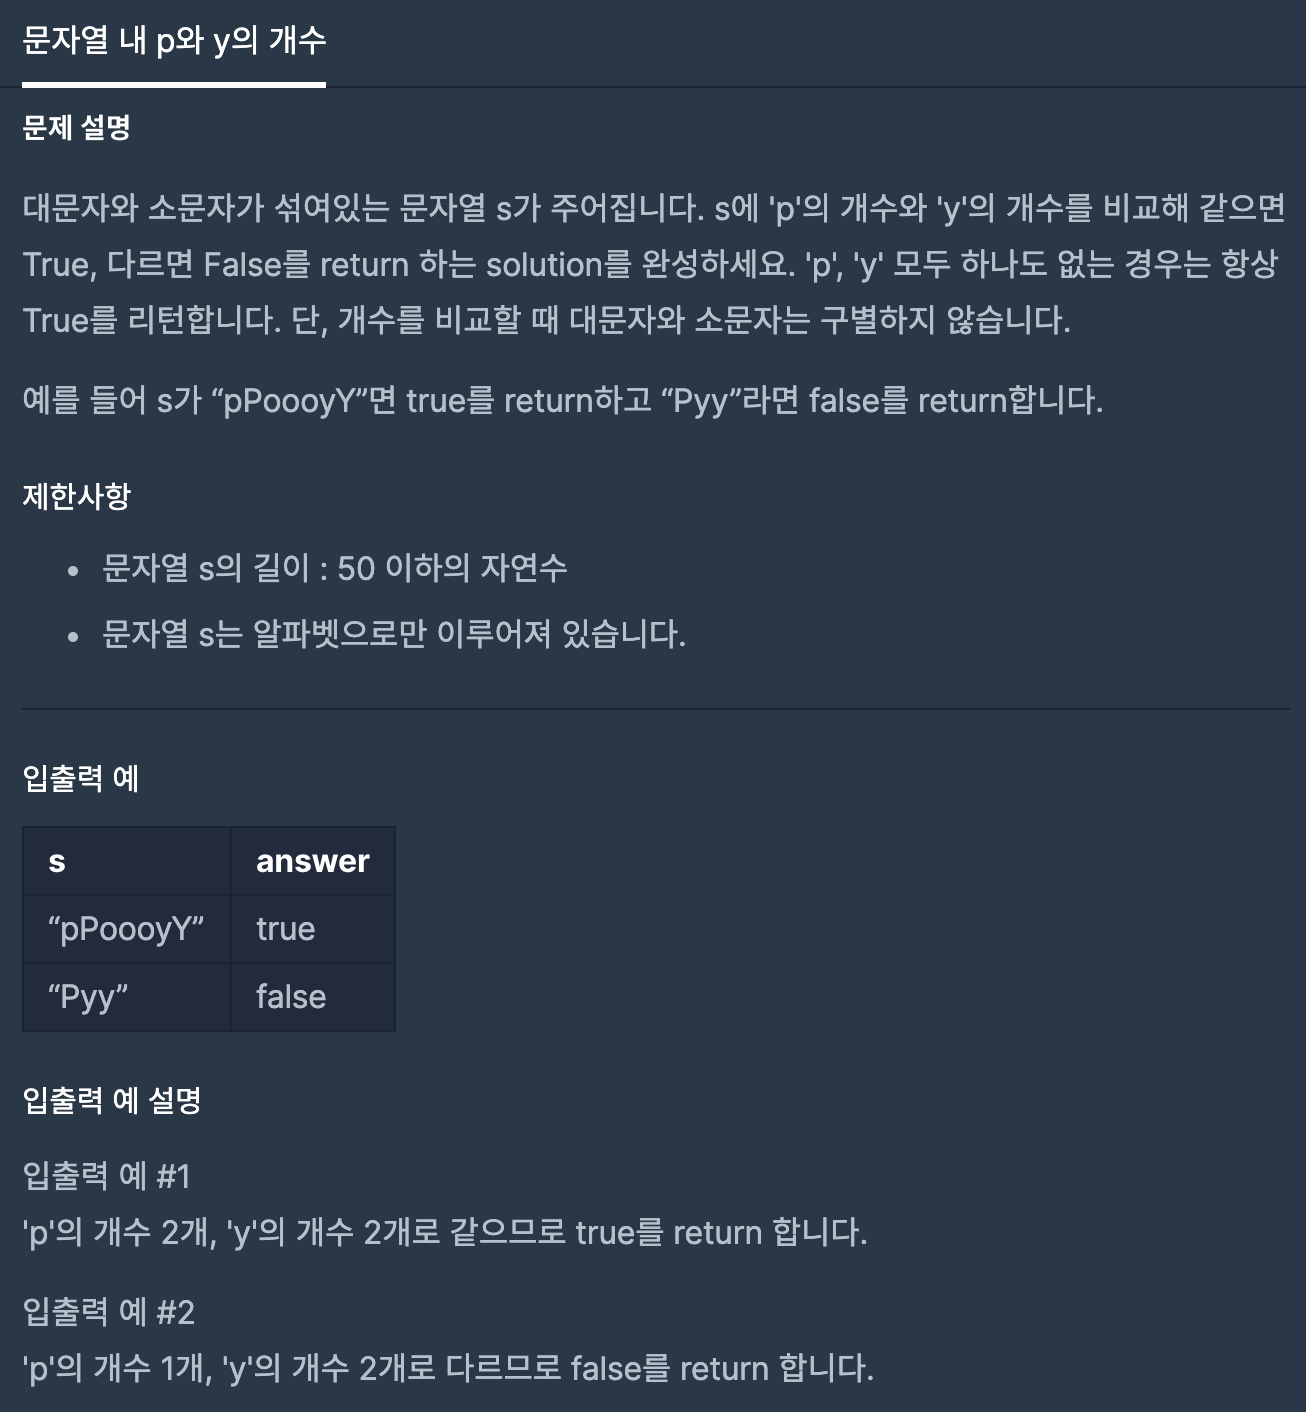 문자열 내 p와 y의 개수
문제 설명
대문자와 소문자가 섞여있는 문자열 s가 주어집니다. s에 'p'의 개수와 'y'의 개수를 비교해 같으면
True, 다르면 False를 return 하는 solution를 완성하세요. 'p', 'y' 모두 하나도 없는 경우는 항상
True를 리턴합니다. 단, 개수를 비교할 때 대문자와 소문자는 구별하지 않습니다.
예를 들어 s가 “pPoooyY”면 true를 return하고 “Pyy”라면 false를 return합니다.
제한사항
• 문자열 s의 길이 : 50 이하의 자연수
• 문자열 s는 알파벳으로만 이루어져 있습니다.
입출력 예
s answer
“pPoooyY” true
“Pyy” false
입출력 예 설명
입출력 예 #1
'p'의 개수 2개, 'y'의 개수 2개로 같으므로 true를 return 합니다.
입출력 예 #2
'p'의 개수 1개, 'y'의 개수 2개로 다르므로 false를 return 합니다.